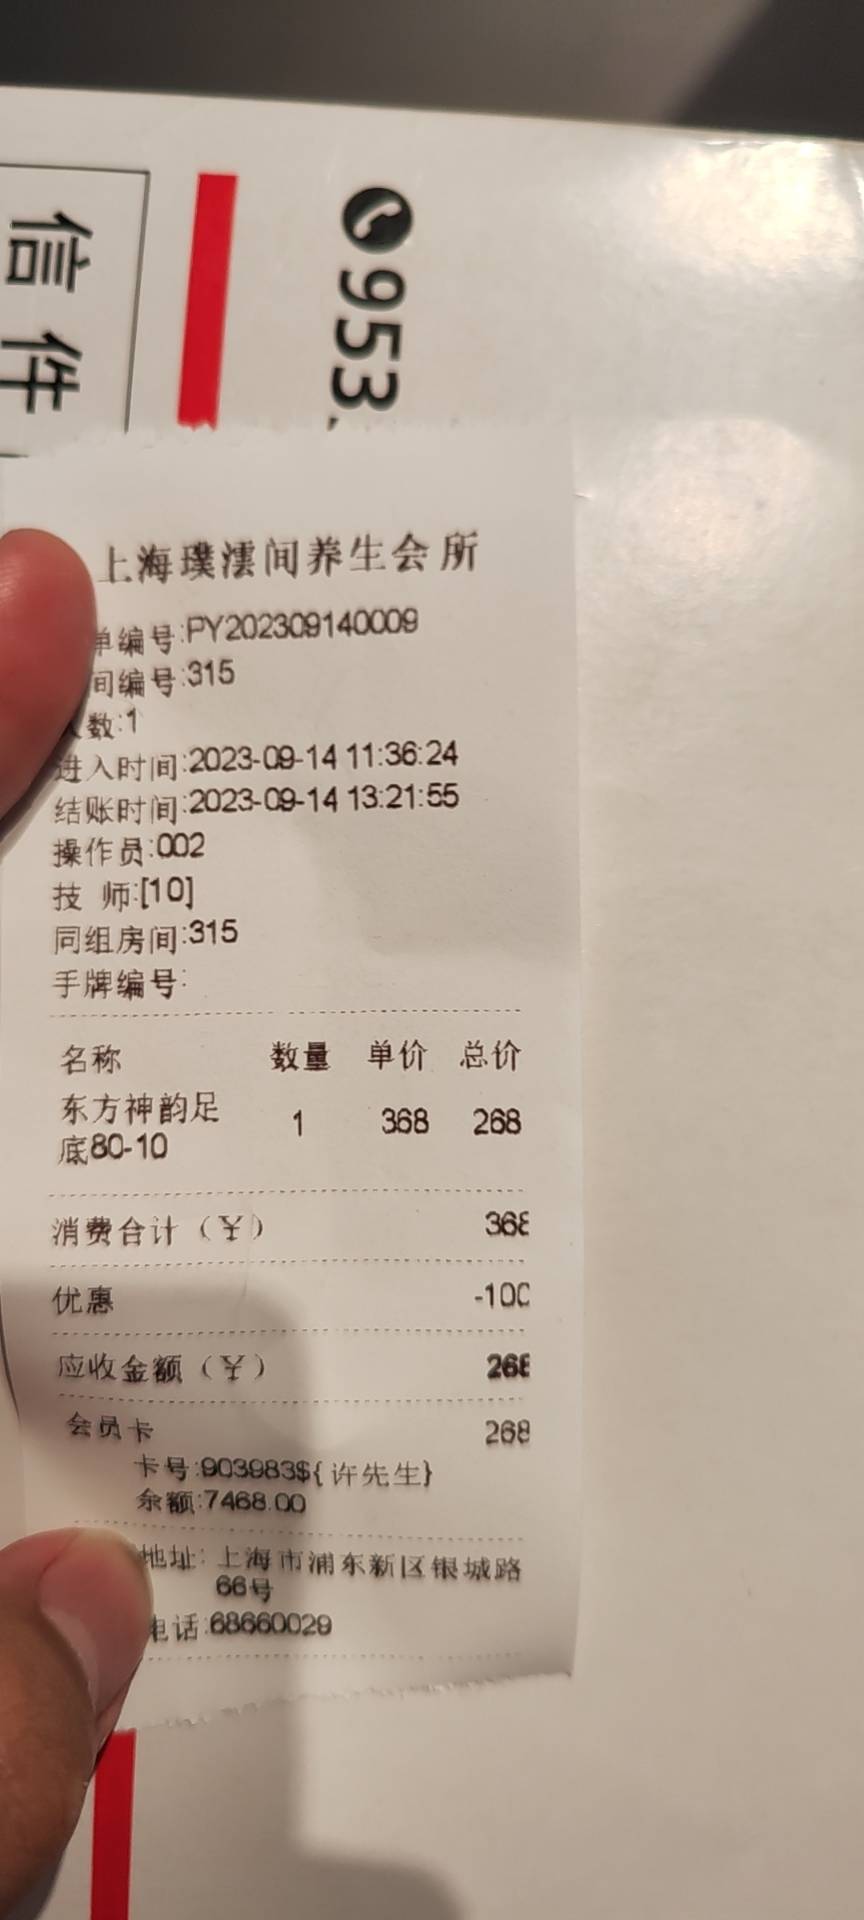 信件
953
上海璞澐间养生会所
单编号:PY202309140009
间编号:315
人数:1
进入时间:2023-09-14 11:36:24
结账时间:2023-09-14 13:21:55
操作员:002
技 师:[10]
同组房间:315
手牌编号:
名称 数量 单价 总价
东方神韵足 1 368 268
底80-10
消费合计（￥） 368
优惠 -100
应收金额（￥） 268
会员卡 268
卡号:903983${许先生}
余额:7468.00
地址: 上海市浦东新区银城路
66号
电话:68660029